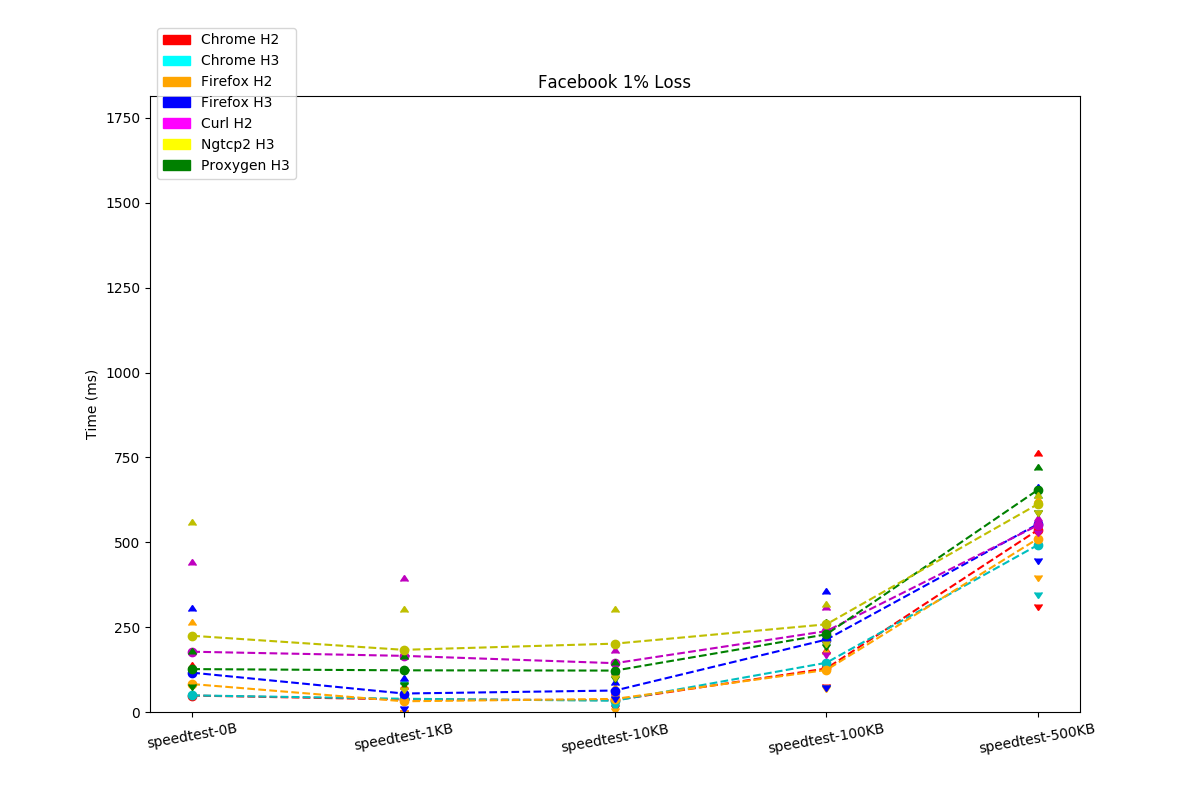 Chrome H2
Chrome H3
Firefox H2
Firefox H3
Curl H2
Ngtcp2 H3
Proxygen H3
Facebook 1% Loss
1750
1500
1250
1000
750
500
250
0
Time (ms)
speedtest-0B
speedtest-1KB
speedtest-10KB
speedtest-100KB
speedtest-500KB